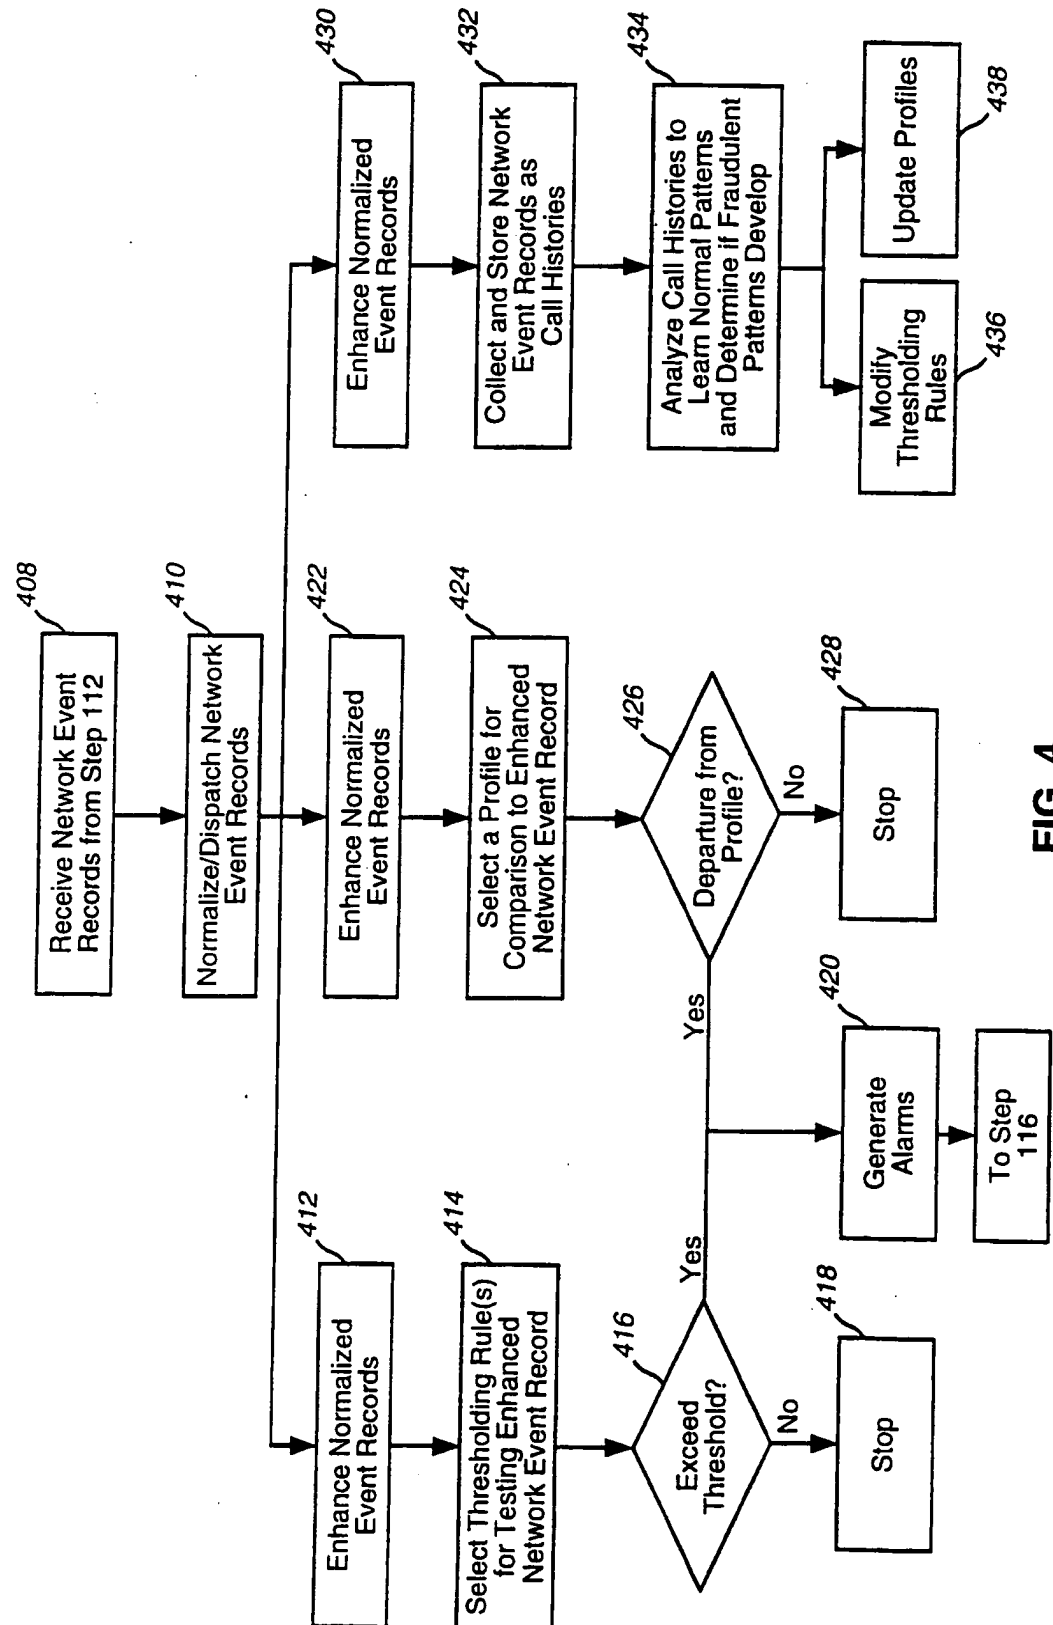 408
Receive Network Event
Records from Step 112
410
Normalize/Dispatch Network
Event Records
412
Enhance Normalized
Event Records
414
Select Thresholding Rule(s)
for Testing Enhanced
Network Event Record
416
Exceed
Threshold?
Yes
No
418
Stop
422
Enhance Normalized
Event Records
424
Select a Profile for
Comparison to Enhanced
Network Event Record
426
Departure from
Profile?
Yes
No
428
Stop
420
Generate
Alarms
To Step
116
430
Enhance Normalized
Event Records
432
Collect and Store Network
Event Records as
Call Histories
434
Analyze Call Histories to
Learn Normal Patterns
and Determine if Fraudulent
Patterns Develop
Modify
Thresholding
Rules
436
Update Profiles
438
FIG. 4